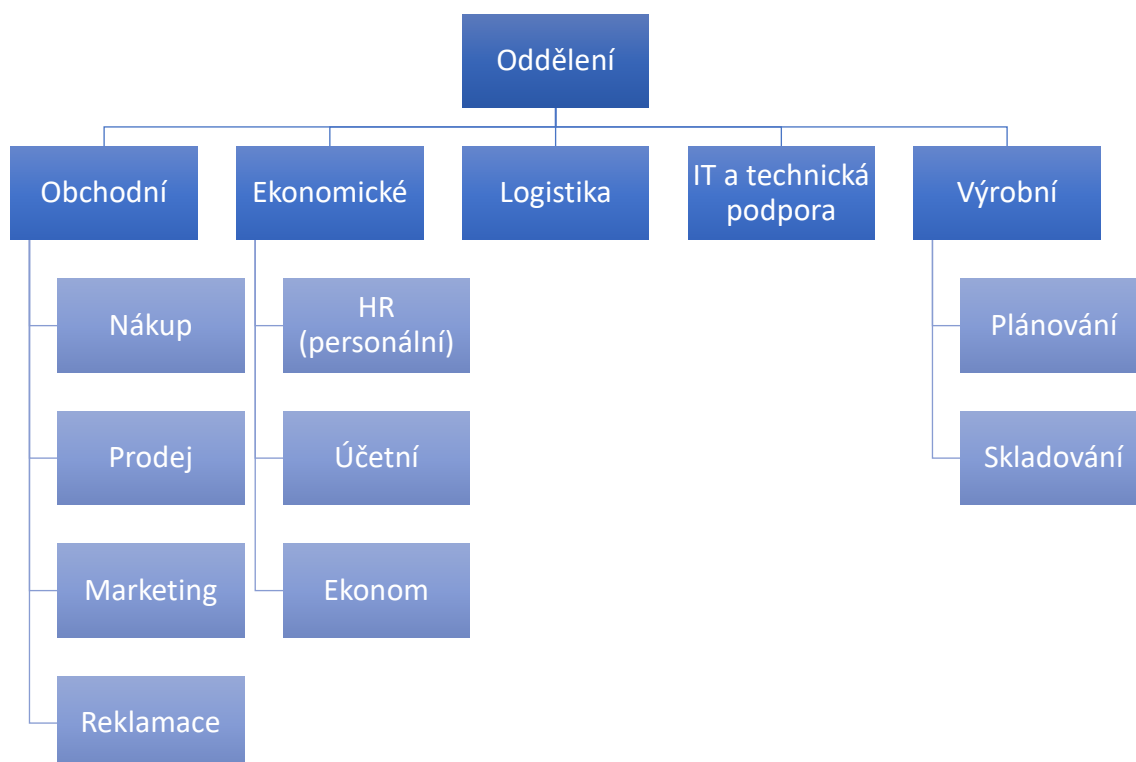 Oddělení
Obchodní
Ekonomické
Logistika
IT a technická
podpora
Výrobní
Nákup
HR
(personální)
Plánování
Prodej
Účetní
Skladování
Marketing
Ekonom
Reklamace